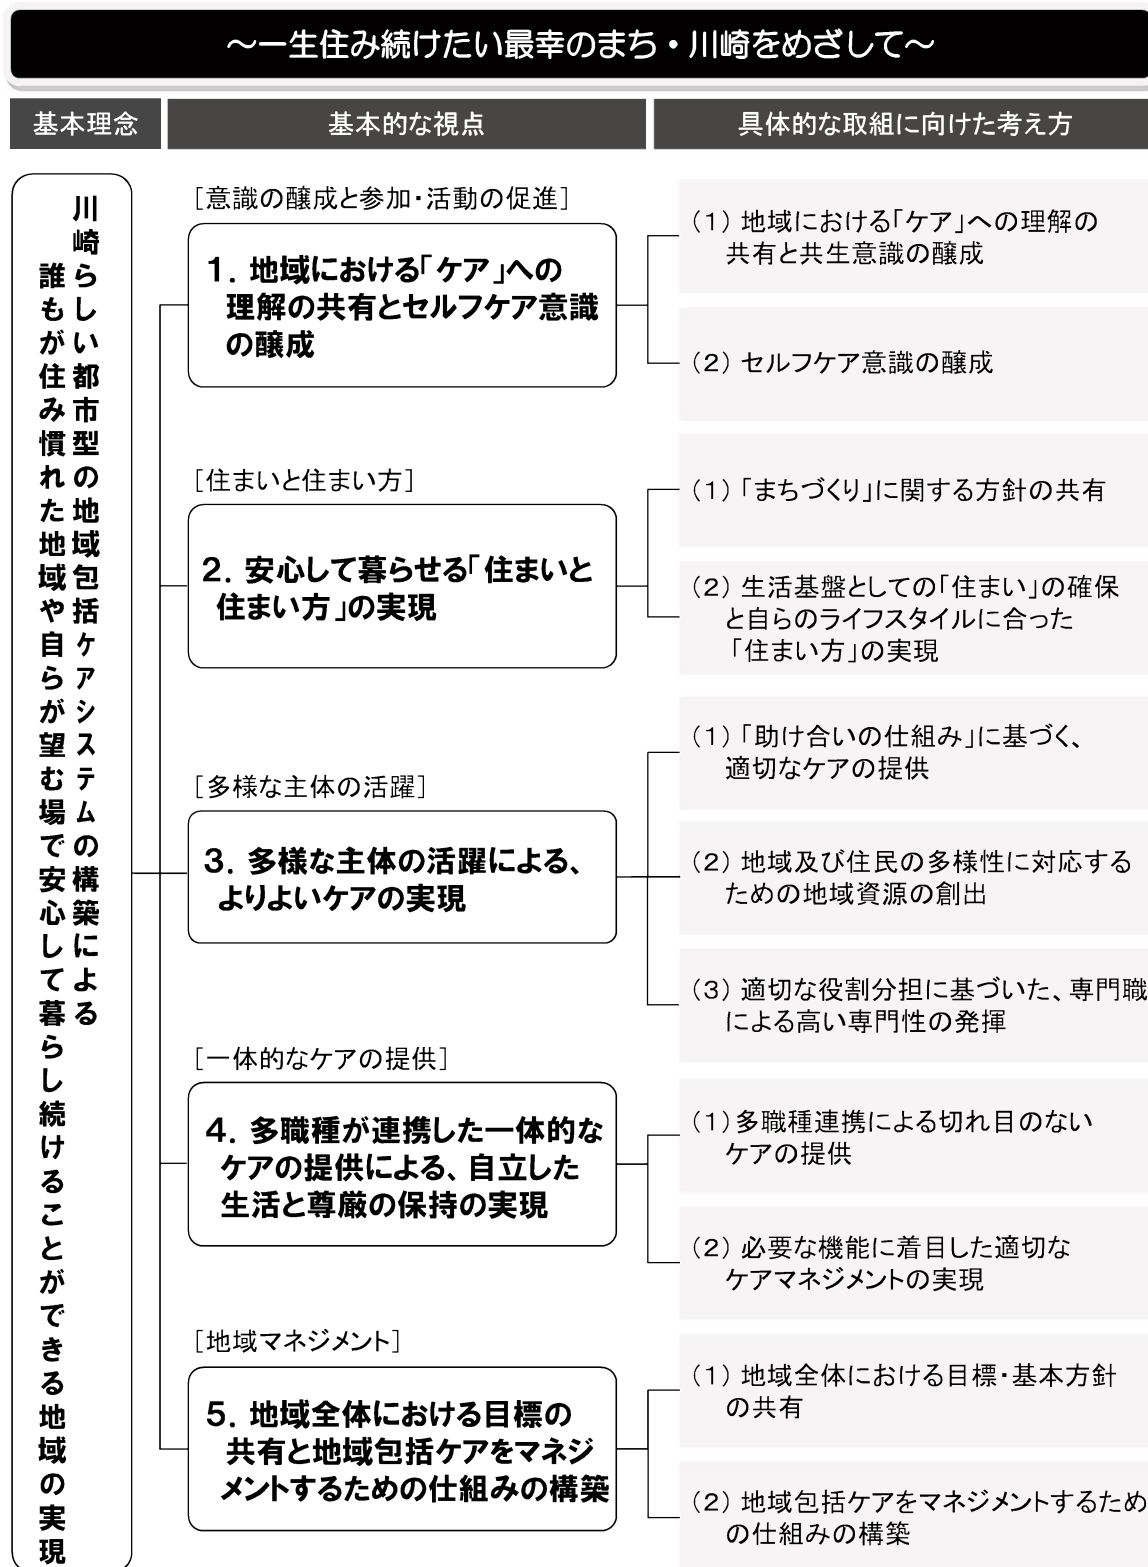 ～一生住み続けたい最幸のまち・川崎をめざして～
基本理念
基本的な視点
具体的な取組に向けた考え方
川崎らしい都市型の地域包括ケアシステムの構築による
誰もが住み慣れた地域や自らが望む場で安心して暮らし続けることができる地域の実現
［意識の醸成と参加・活動の促進］
1．地域における「ケア」への
理解の共有とセルフケア意識
の醸成
（1）地域における「ケア」への理解の
共有と共生意識の醸成
（2）セルフケア意識の醸成
［住まいと住まい方］
2．安心して暮らせる「住まいと
住まい方」の実現
（1）「まちづくり」に関する方針の共有
（2）生活基盤としての「住まい」の確保
と自らのライフスタイルに合った
「住まい方」の実現
［多様な主体の活躍］
3．多様な主体の活躍による、
よりよいケアの実現
（1）「助け合いの仕組み」に基づく、
適切なケアの提供
（2）地域及び住民の多様性に対応する
ための地域資源の創出
（3）適切な役割分担に基づいた、専門職
による高い専門性の発揮
［一体的なケアの提供］
4．多職種が連携した一体的な
ケアの提供による、自立した
生活と尊厳の保持の実現
（1）多職種連携による切れ目のない
ケアの提供
（2）必要な機能に着目した適切な
ケアマネジメントの実現
［地域マネジメント］
5．地域全体における目標の
共有と地域包括ケアをマネジ
メントするための仕組みの構築
（1）地域全体における目標・基本方針
の共有
（2）地域包括ケアをマネジメントするため
の仕組みの構築